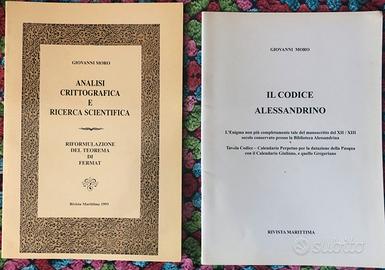 GIOVANNI MORO
ANALISI
CRITTOGRAFICA
E
RICERCA SCIENTIFICA
RIFORMULAZIONE
DEL TEOREMA
DI
FERMAT
Rivista Marittima 1993
GIOVANNI MORO
IL CODICE
ALESSANDRINO
L'Enigma non più completamente tale del manoscritto del XII / XIII
secolo conservato presso la Biblioteca Alessandrina
Tavola Codice – Calendario Perpetuo per la datazione della Pasqua
con il Calendario Giuliano, e quello Gregoriano
RIVISTA MARITTIMA
subito